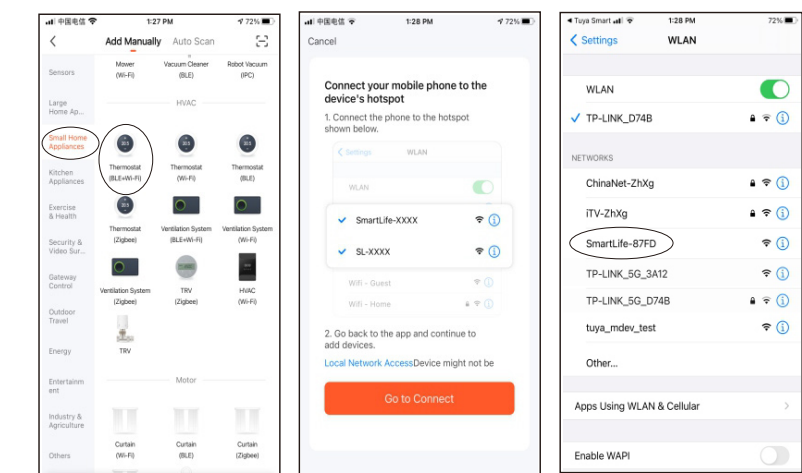 中国电信
1:27 PM
72%
Add Manually
Auto Scan
Sensors
Large
Home Ap...
Small Home
Appliances
Kitchen
Appliances
Exercise
& Health
Security &
Video Sur...
Gateway
Control
Outdoor
Travel
Energy
Entertainm
ent
Industry &
Agriculture
Others
Mower
(Wi-Fi)
Vacuum Cleaner
(BLE)
Robot Vacuum
(IPC)
HVAC
Thermostat
(BLE+Wi-Fi)
Thermostat
(Wi-Fi)
Thermostat
(BLE)
Thermostat
(Zigbee)
Ventilation System
(BLE+Wi-Fi)
Ventilation System
(Wi-Fi)
Ventilation System
(Zigbee)
TRV
(Zigbee)
HVAC
(Wi-Fi)
TRV
Motor
Curtain
(Wi-Fi)
Curtain
(BLE)
Curtain
(Zigbee)
中国电信
1:28 PM
72%
Cancel
Connect your mobile phone to the
device's hotspot
1. Connect the phone to the hotspot
shown below.
Settings
WLAN
WLAN
SmartLife-XXXX
SL-XXXX
Wifi - Guest
Wifi - Home
2. Go back to the app and continue to
add devices.
Local Network AccessDevice might not be
Go to Connect
Tuya Smart
1:28 PM
72%
Settings
WLAN
WLAN
TP-LINK_D74B
NETWORKS
ChinaNet-ZhXg
iTV-ZhXg
SmartLife-87FD
TP-LINK_5G_3A12
TP-LINK_5G_D74B
tuya_mdev_test
Other...
Apps Using WLAN & Cellular
Enable WAPI